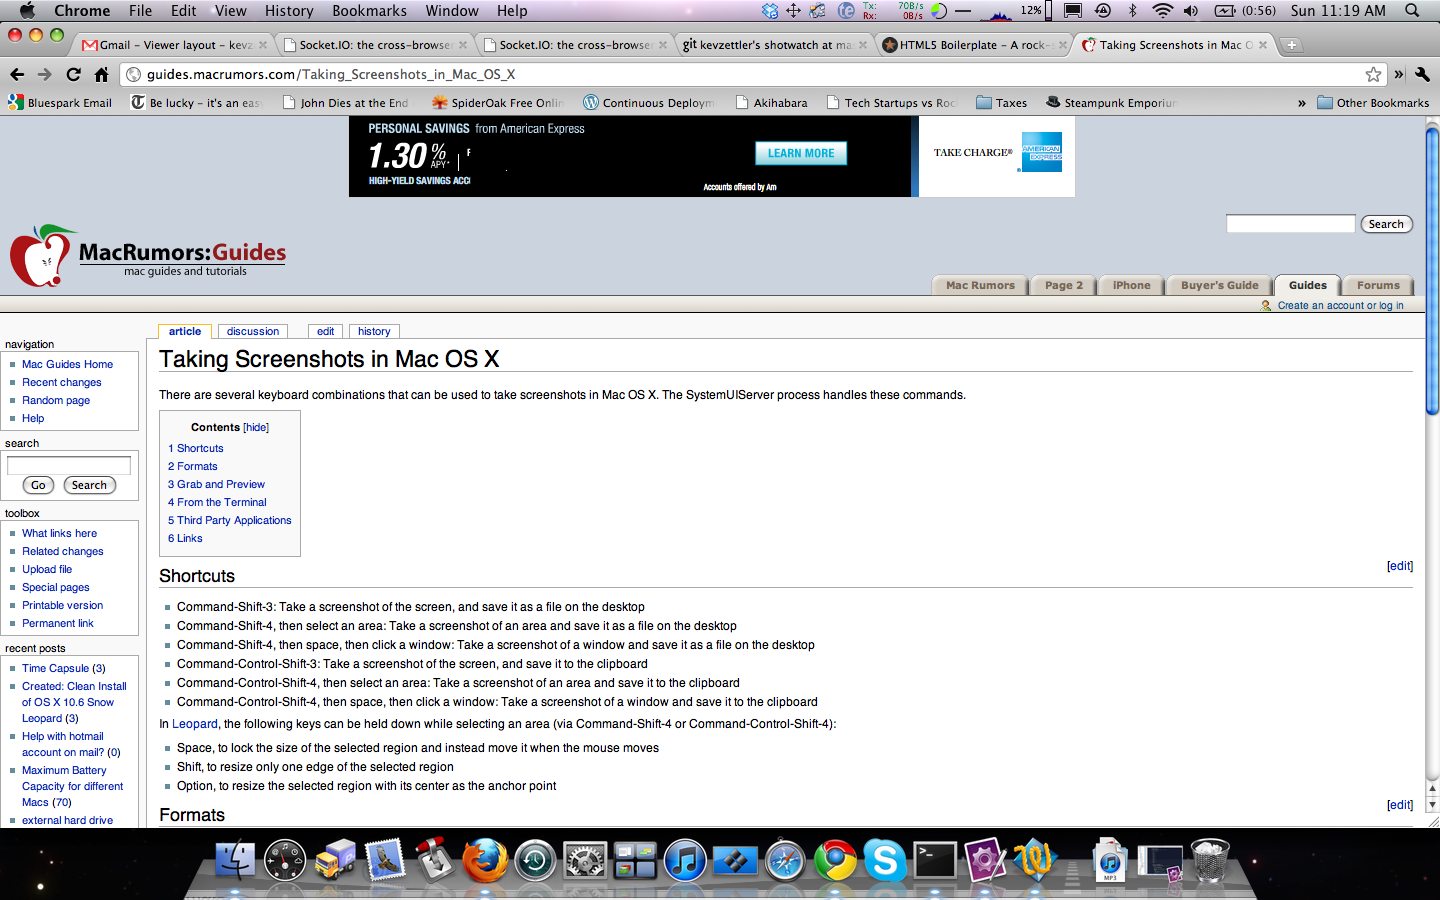 Chrome File Edit View History Bookmarks Window Help
Tx: 70B/s
Rx: 0B/s
12%
(0:56) Sun 11:19 AM
Gmail – Viewer layout – kevz
Socket.IO: the cross-browser
Socket.IO: the cross-browser
git kevzettler's shotwatch at ma
HTML5 Boilerplate – A rock-s
Taking Screenshots in Mac O
guides.macrumors.com/Taking_Screenshots_in_Mac_OS_X
Bluespark Email
Be lucky – it's an eas
John Dies at the End
SpiderOak Free Onlin
Continuous Deploym
Akihabara
Tech Startups vs Roc
Taxes
Steampunk Emporiun
»
Other Bookmarks
PERSONAL SAVINGS from American Express
1.30% APY*
HIGH-YIELD SAVINGS ACC
LEARN MORE
Accounts offered by Am
TAKE CHARGE®
AMERICAN EXPRESS
Search
MacRumors:Guides
mac guides and tutorials
Mac Rumors
Page 2
iPhone
Buyer's Guide
Guides
Forums
Create an account or log in
article
discussion
edit
history
navigation
Mac Guides Home
Recent changes
Random page
Help
search
Go Search
toolbox
What links here
Related changes
Upload file
Special pages
Printable version
Permanent link
recent posts
Time Capsule (3)
Created: Clean Install
of OS X 10.6 Snow
Leopard (3)
Help with hotmail
account on mail? (0)
Maximum Battery
Capacity for different
Macs (70)
external hard drive
Taking Screenshots in Mac OS X
There are several keyboard combinations that can be used to take screenshots in Mac OS X. The SystemUIServer process handles these commands.
Contents [hide]
1 Shortcuts
2 Formats
3 Grab and Preview
4 From the Terminal
5 Third Party Applications
6 Links
Shortcuts
[edit]
Command-Shift-3: Take a screenshot of the screen, and save it as a file on the desktop
Command-Shift-4, then select an area: Take a screenshot of an area and save it as a file on the desktop
Command-Shift-4, then space, then click a window: Take a screenshot of a window and save it as a file on the desktop
Command-Control-Shift-3: Take a screenshot of the screen, and save it to the clipboard
Command-Control-Shift-4, then select an area: Take a screenshot of an area and save it to the clipboard
Command-Control-Shift-4, then space, then click a window: Take a screenshot of a window and save it to the clipboard
In Leopard, the following keys can be held down while selecting an area (via Command-Shift-4 or Command-Control-Shift-4):
Space, to lock the size of the selected region and instead move it when the mouse moves
Shift, to resize only one edge of the selected region
Option, to resize the selected region with its center as the anchor point
Formats
[edit]
MP3